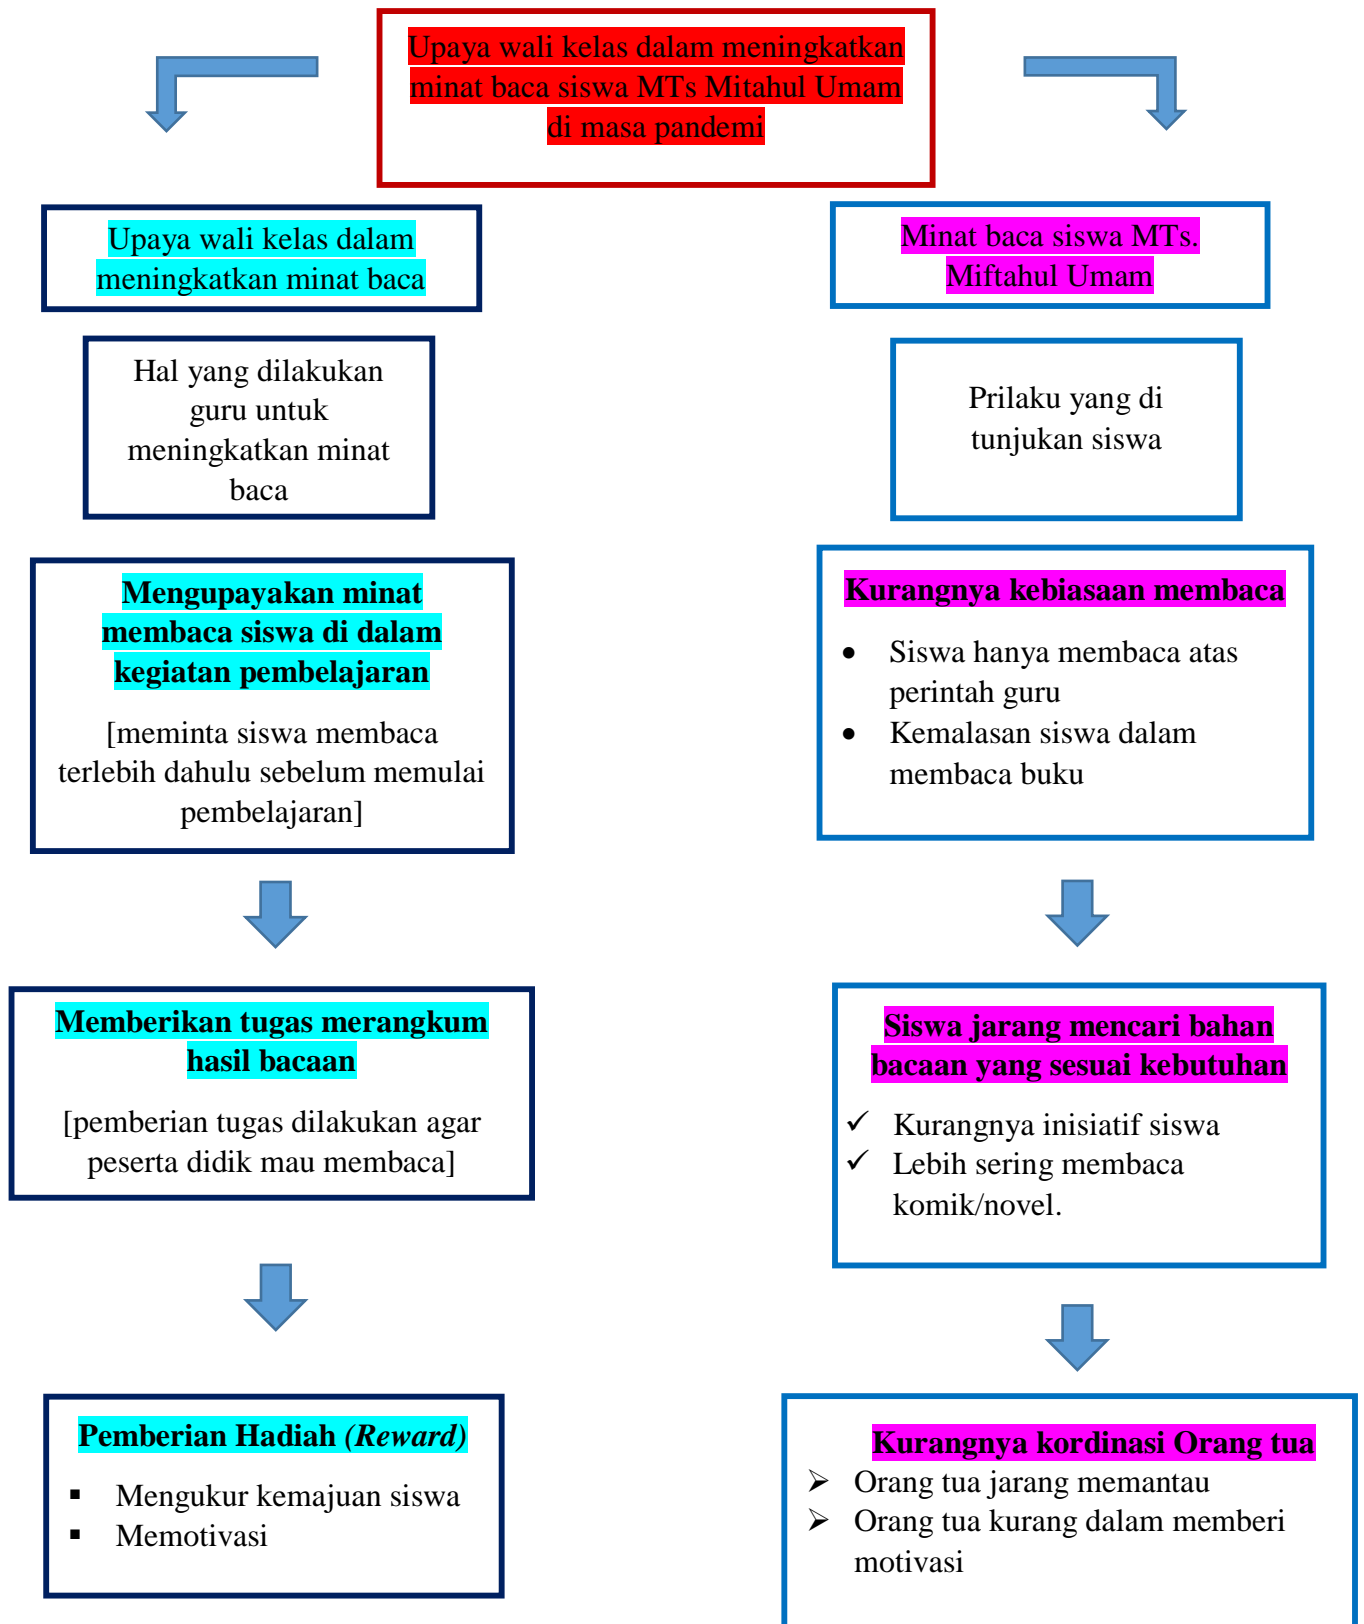 Upaya wali kelas dalam meningkatkan
minat baca siswa MTs Mitahul Umam
di masa pandemi
Upaya wali kelas dalam
meningkatkan minat baca
Hal yang dilakukan
guru untuk
meningkatkan minat
baca
Mengupayakan minat
membaca siswa di dalam
kegiatan pembelajaran
[meminta siswa membaca
terlebih dahulu sebelum memulai
pembelajaran]
Memberikan tugas merangkum
hasil bacaan
[pemberian tugas dilakukan agar
peserta didik mau membaca]
Pemberian Hadiah (Reward)
▪ Mengukur kemajuan siswa
▪ Memotivasi
Minat baca siswa MTs.
Miftahul Umam
Prilaku yang di
tunjukan siswa
Kurangnya kebiasaan membaca
• Siswa hanya membaca atas
perintah guru
• Kemalasan siswa dalam
membaca buku
Siswa jarang mencari bahan
bacaan yang sesuai kebutuhan
✓ Kurangnya inisiatif siswa
✓ Lebih sering membaca
komik/novel.
Kurangnya kordinasi Orang tua
➢ Orang tua jarang memantau
➢ Orang tua kurang dalam memberi
motivasi